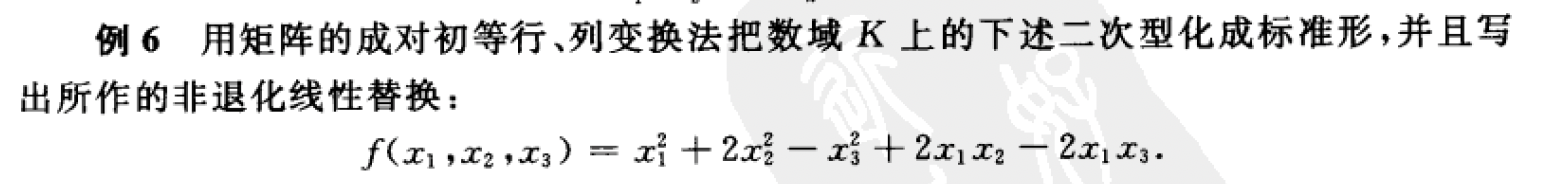 例 6 用矩阵的成对初等行、列变换法把数域 K 上的下述二次型化成标准形,并且写
出所作的非退化线性替换:
f(x₁,x₂,x₃) = x₁² + 2x₂² − x₃² + 2x₁x₂ − 2x₁x₃.